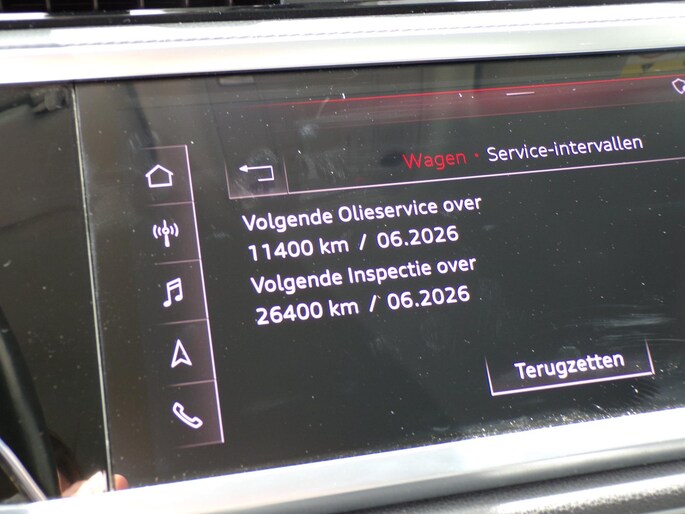 Wagen · Service-intervallen
Volgende Olieservice over
11400 km / 06.2026
Volgende Inspectie over
26400 km / 06.2026
Terugzetten